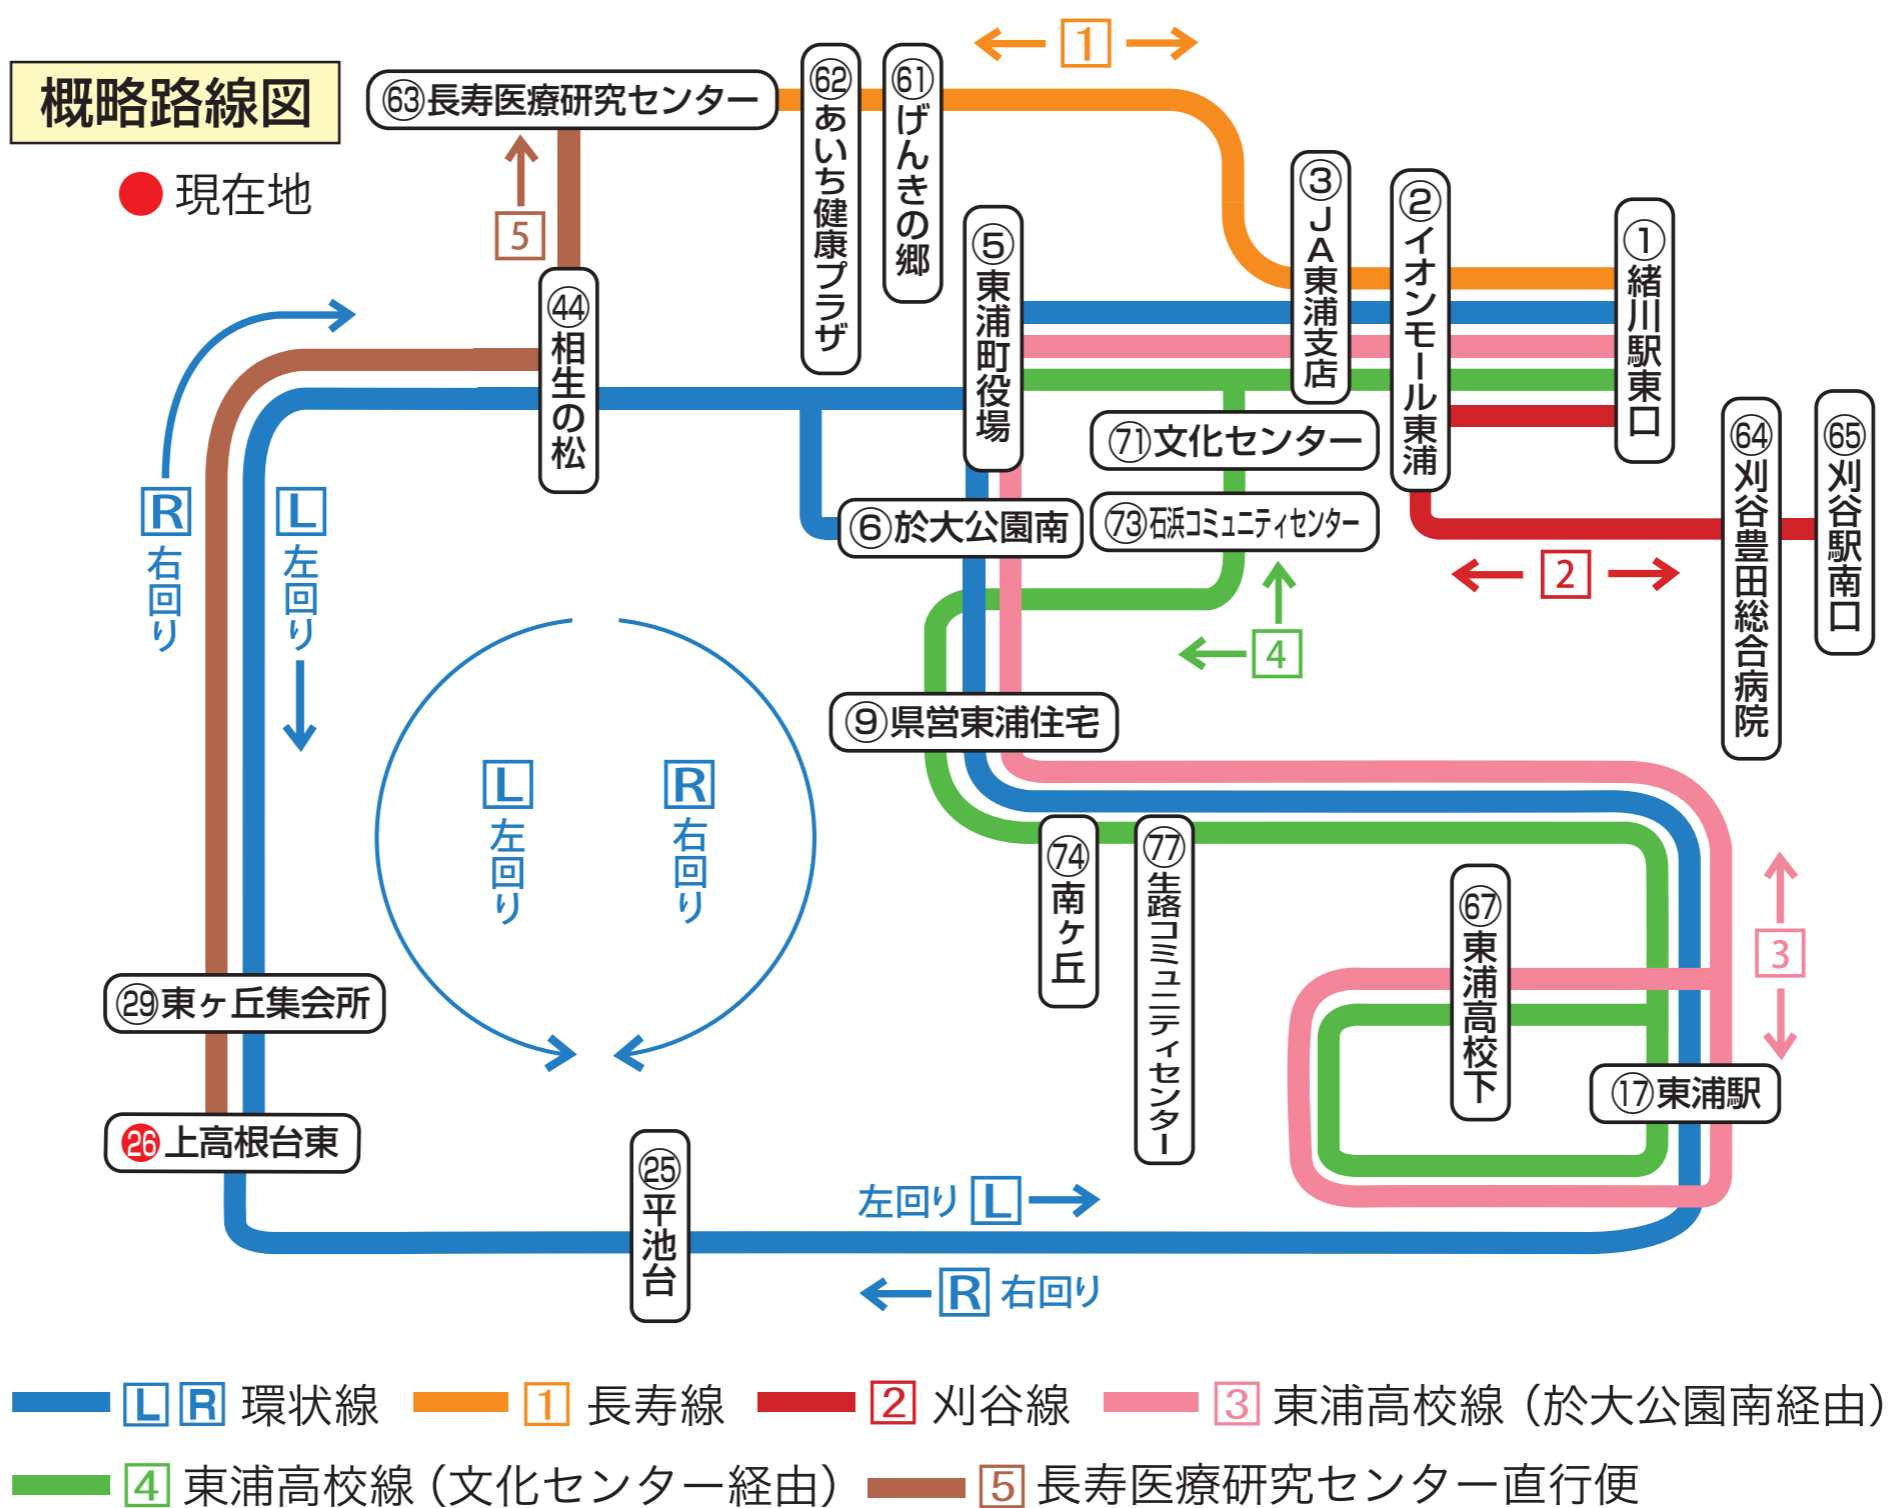 概略路線図
現在地
1
63長寿医療研究センター
62あいち健康プラザ
61げんきの郷
5
44相生の松
5東浦町役場
3JA東浦支店
2イオンモール東浦
1緒川駅東口
71文化センター
73石浜コミュニティセンター
6於大公園南
64刈谷豊田総合病院
65刈谷駅南口
2
4
R
右回り
L
左回り
9県営東浦住宅
L
左回り
R
右回り
74南ヶ丘
77生路コミュニティセンター
67東浦高校下
3
17東浦駅
29東ヶ丘集会所
26上高根台東
25平池台
左回り L
R 右回り
L R 環状線 1 長寿線 2 刈谷線 3 東浦高校線（於大公園南経由）
4 東浦高校線（文化センター経由） 5 長寿医療研究センター直行便